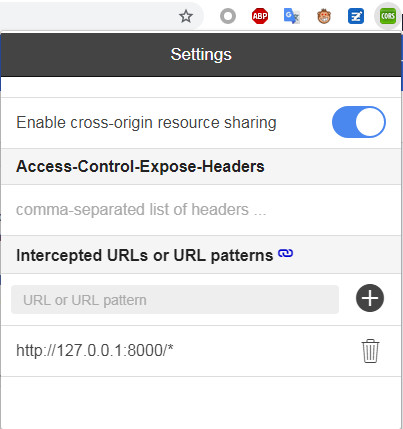 ABP
CORS
Settings
Enable cross-origin resource sharing
Access-Control-Expose-Headers
comma-separated list of headers ...
Intercepted URLs or URL patterns
URL or URL pattern
http://127.0.0.1:8000/*